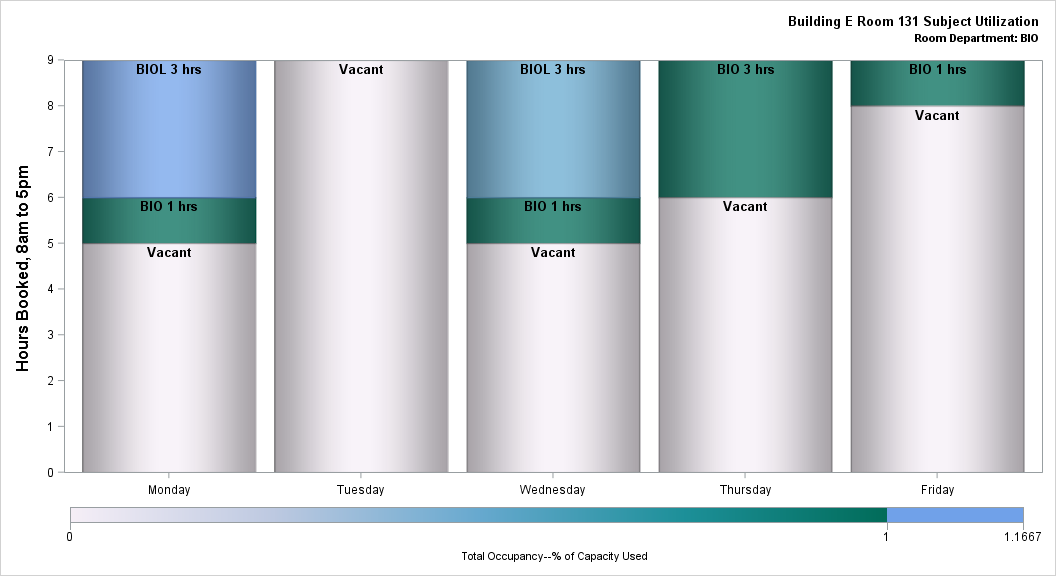 Building E Room 131 Subject Utilization
Room Department: BIO
Hours Booked, 8am to 5pm
9
8
7
6
5
4
3
2
1
0
BIOL 3 hrs
BIO 1 hrs
Vacant
Vacant
BIOL 3 hrs
BIO 1 hrs
Vacant
BIO 3 hrs
Vacant
BIO 1 hrs
Vacant
Monday Tuesday Wednesday Thursday Friday
0 1 1.1667
Total Occupancy--% of Capacity Used